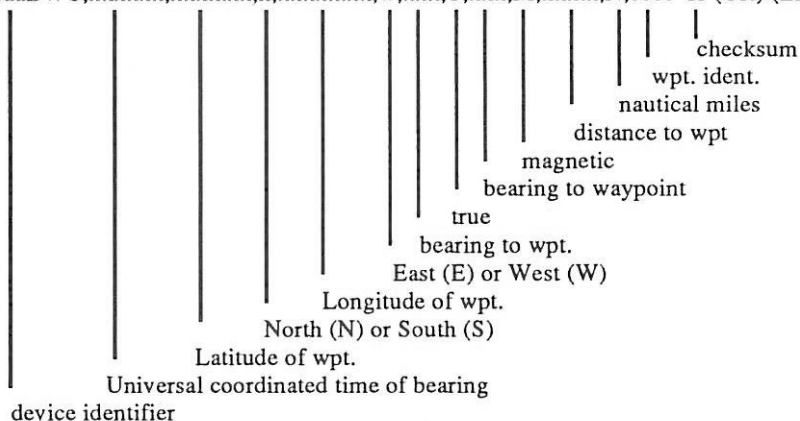 checksum
wpt. ident.
nautical miles
distance to wpt
magnetic
bearing to waypoint
true
bearing to wpt.
East (E) or West (W)
Longitude of wpt.
North (N) or South (S)
Latitude of wpt.
Universal coordinated time of bearing
device identifier